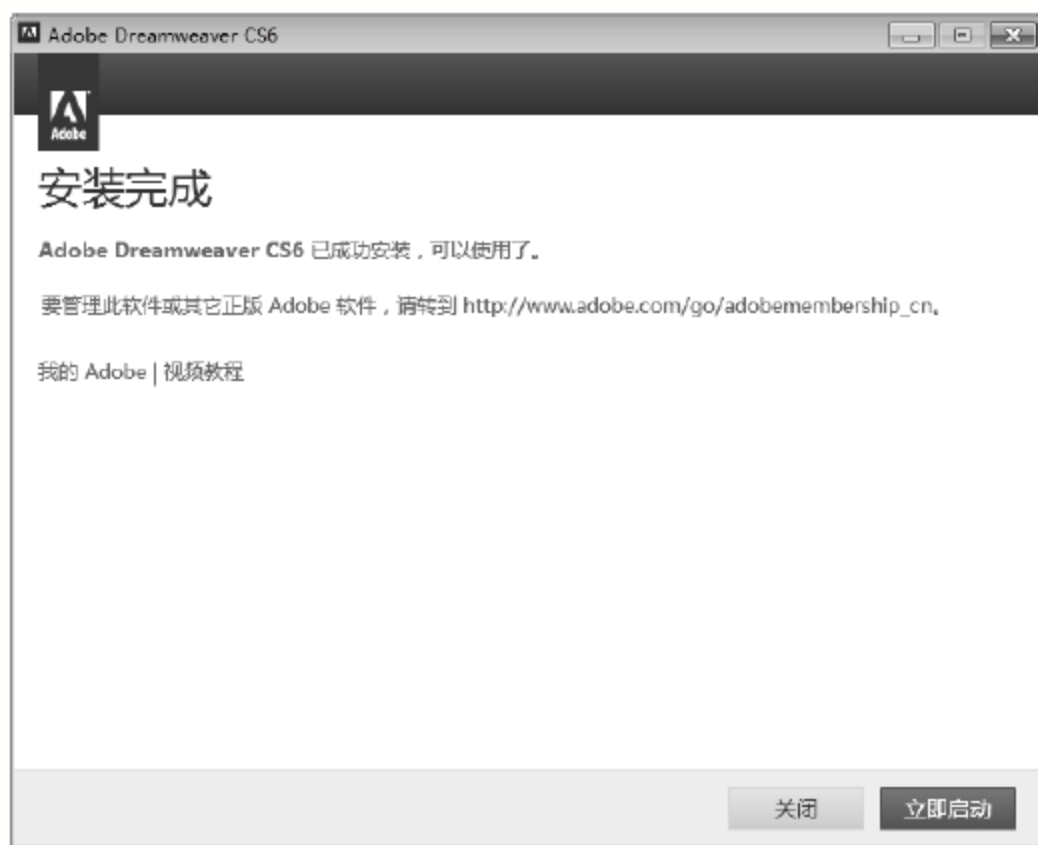 Adobe Dreamweaver CS6
Adobe
安装完成
Adobe Dreamweaver CS6 已成功安装，可以使用了。
要管理此软件或其它正版 Adobe 软件，请转到 http://www.adobe.com/go/adobemembership_cn。
我的 Adobe | 视频教程
关闭 立即启动